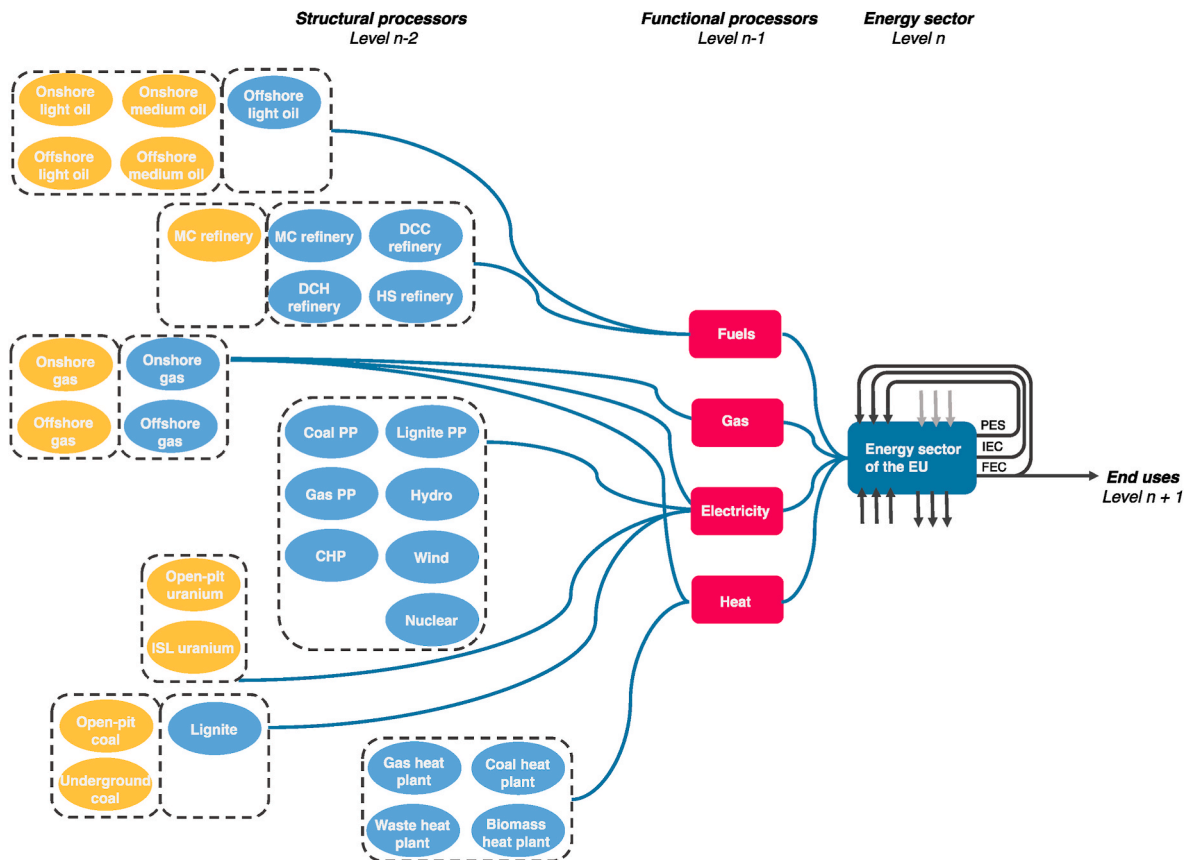 Structural processors
Level n-2
Functional processors
Level n-1
Energy sector
Level n
Onshore
light oil
Onshore
medium oil
Offshore
light oil
Offshore
light oil
Offshore
medium oil
MC refinery
MC refinery
DCC
refinery
DCH
refinery
HS refinery
Fuels
Onshore
gas
Onshore
gas
Offshore
gas
Offshore
gas
Gas
Coal PP
Lignite PP
Gas PP
Hydro
CHP
Wind
Nuclear
Electricity
Heat
PES
IEC
FEC
Energy sector
of the EU
End uses
Level n + 1
Open-pit
uranium
ISL uranium
Open-pit
coal
Lignite
Underground
coal
Gas heat
plant
Coal heat
plant
Waste heat
plant
Biomass
heat plant